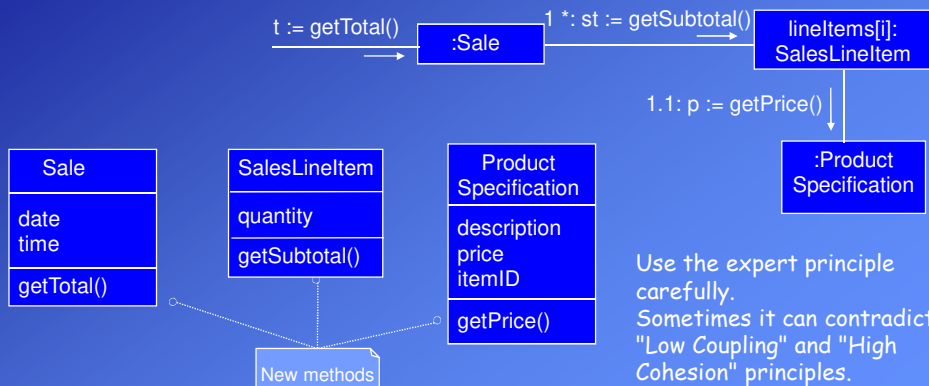 t := getTotal()
:Sale
1 *: st := getSubtotal()
lineItems[i]:
SalesLineItem
1.1: p := getPrice()
:Product
Specification
Sale
date
time
getTotal()
SalesLineItem
quantity
getSubtotal()
Product
Specification
description
price
itemID
getPrice()
New methods
Use the expert principle
carefully.
Sometimes it can contradict
"Low Coupling" and "High
Cohesion" principles.